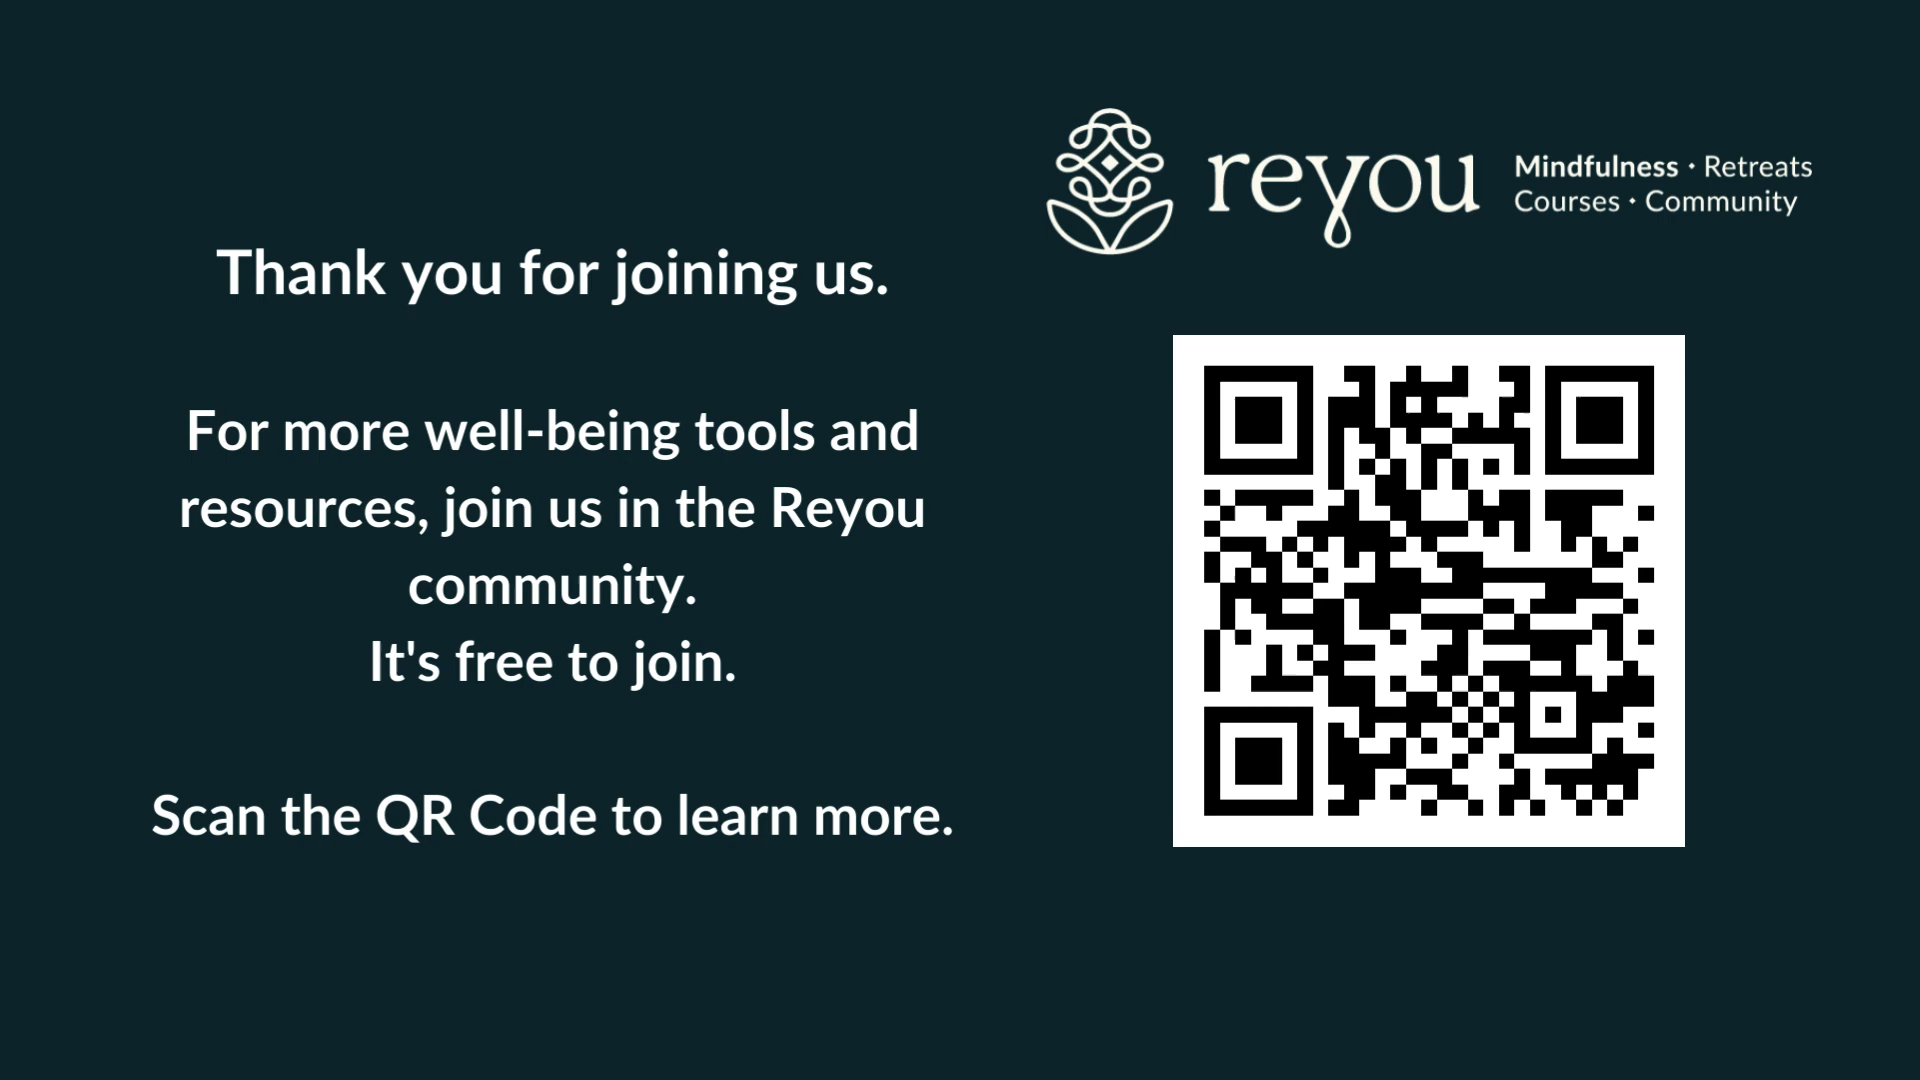 reyou
Mindfulness · Retreats
Courses · Community
Thank you for joining us.
For more well-being tools and
resources, join us in the Reyou
community.
It's free to join.
Scan the QR Code to learn more.